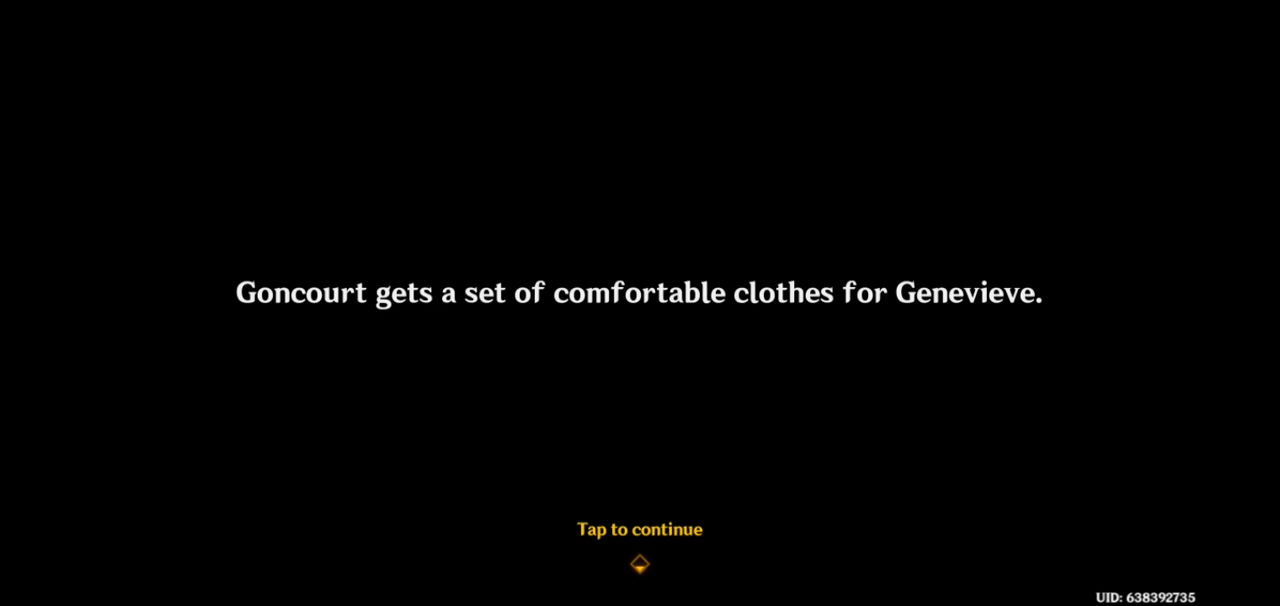 Goncourt gets a set of comfortable clothes for Genevieve.
Tap to continue
UID: 638392735